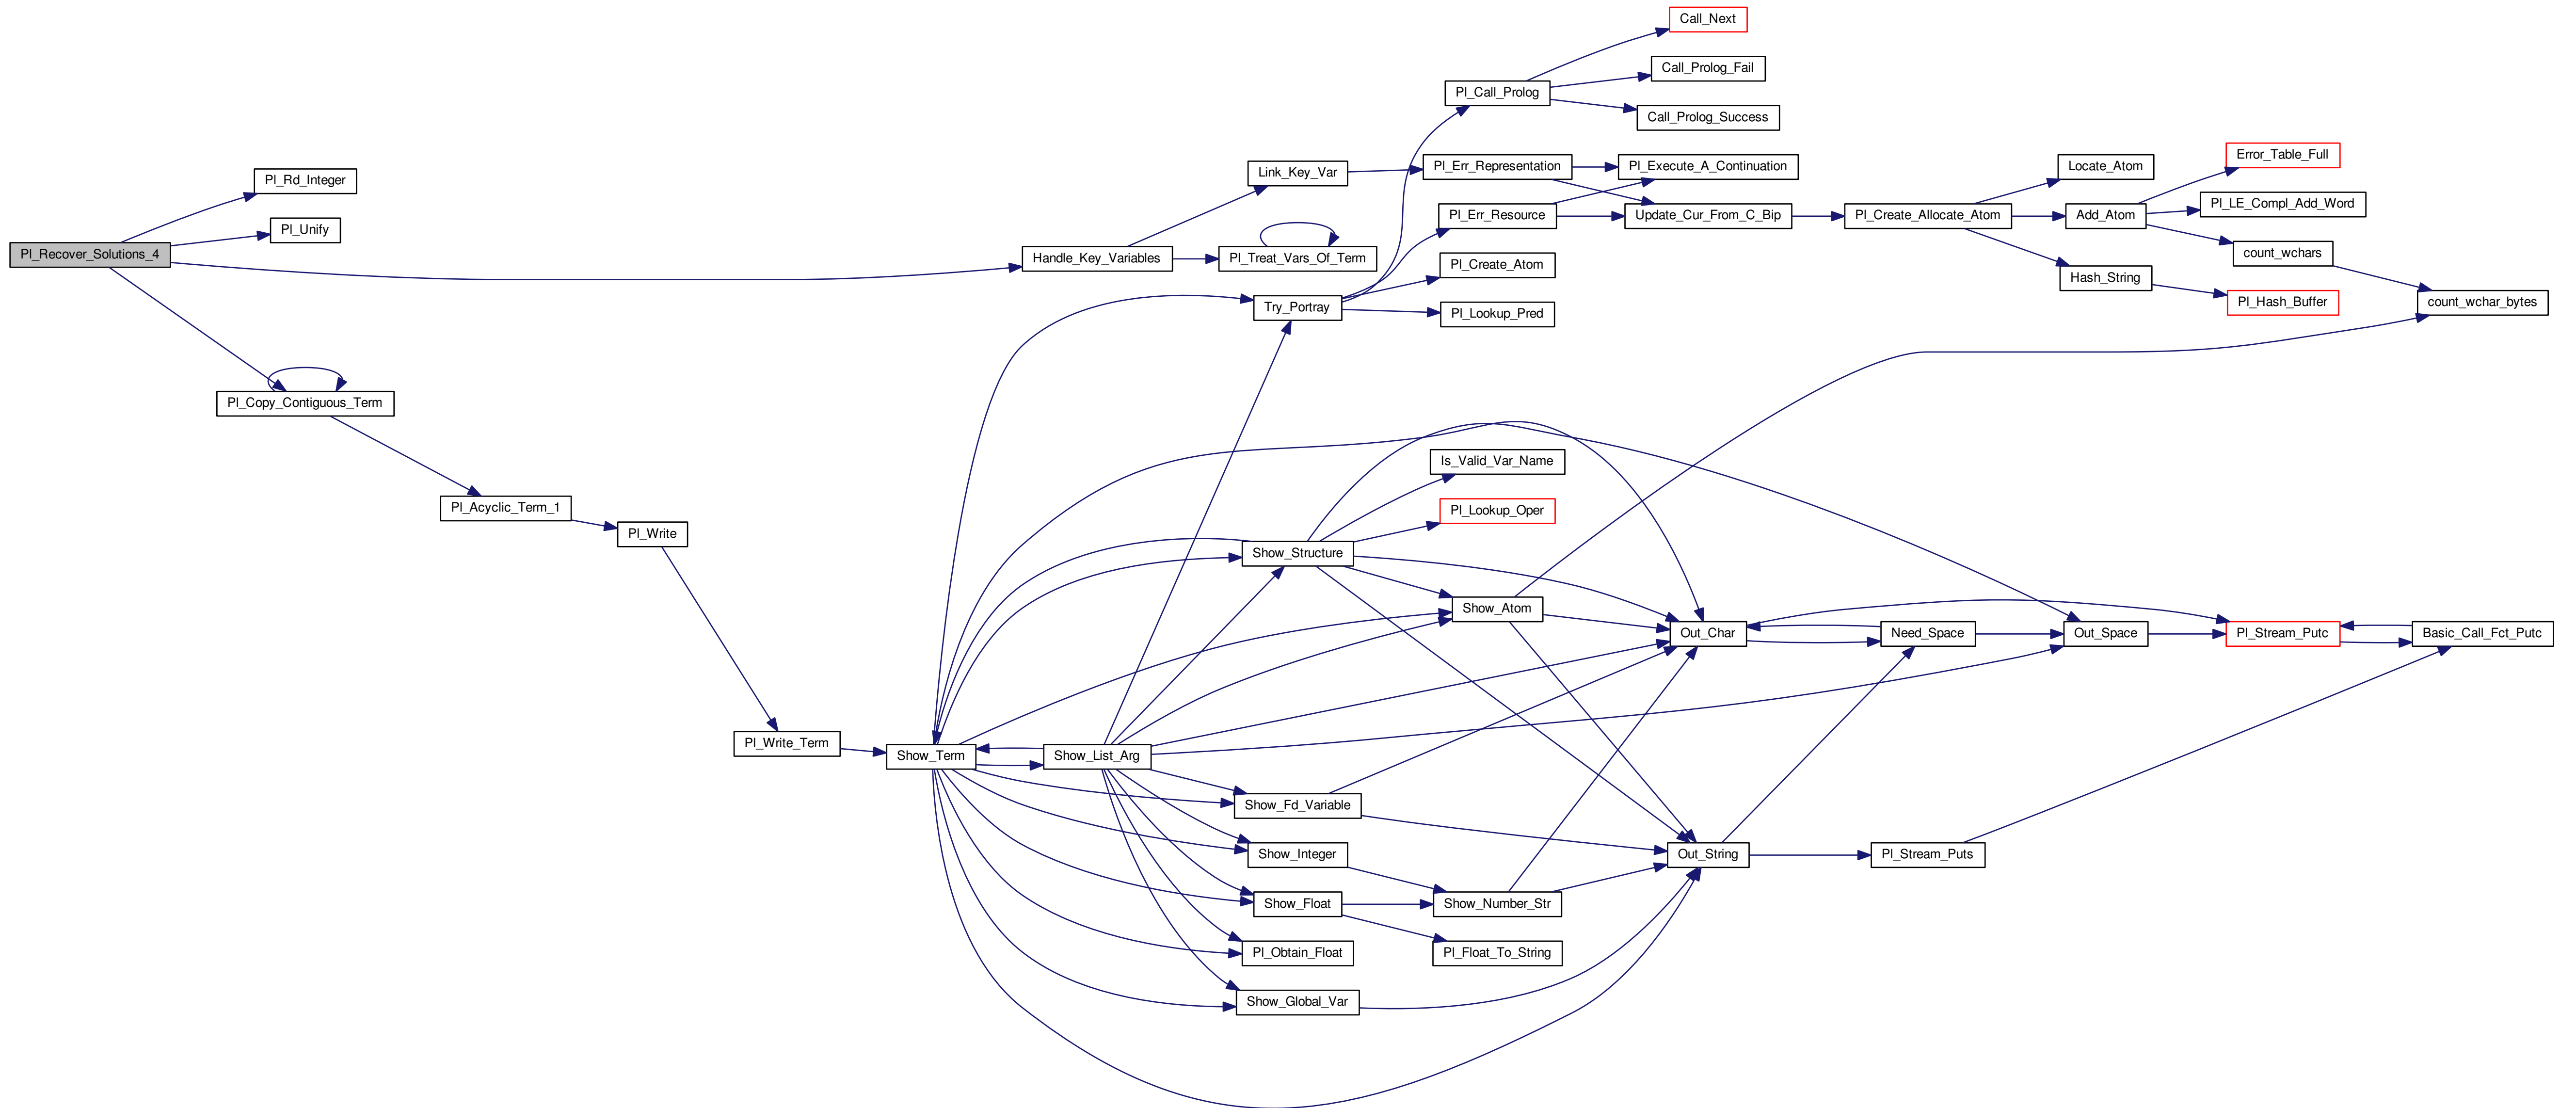 Call_Next
Call_Prolog_Fail
Pl_Call_Prolog
Call_Prolog_Success
Error_Table_Full
Pl_Err_Representation
Pl_Execute_A_Continuation
Locate_Atom
Link_Key_Var
Pl_Rd_Integer
Pl_LE_Compl_Add_Word
Pl_Err_Resource
Update_Cur_From_C_Bip
Pl_Create_Allocate_Atom
Add_Atom
Pl_Unify
Pl_Recover_Solutions_4
count_wchars
Handle_Key_Variables
Pl_Treat_Vars_Of_Term
Pl_Create_Atom
Hash_String
Pl_Hash_Buffer
count_wchar_bytes
Try_Portray
Pl_Lookup_Pred
Pl_Copy_Contiguous_Term
Is_Valid_Var_Name
Pl_Acyclic_Term_1
Pl_Lookup_Oper
Pl_Write
Show_Structure
Show_Atom
Out_Char
Need_Space
Out_Space
Pl_Stream_Putc
Basic_Call_Fct_Putc
Pl_Write_Term
Show_Term
Show_List_Arg
Show_Fd_Variable
Show_Integer
Out_String
Pl_Stream_Puts
Show_Float
Show_Number_Str
Pl_Obtain_Float
Pl_Float_To_String
Show_Global_Var